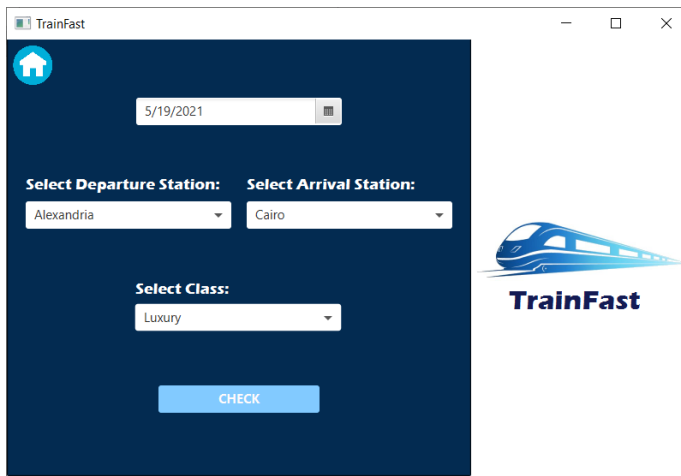 TrainFast
5/19/2021
Select Departure Station: Select Arrival Station:
Alexandria Cairo
Select Class:
Luxury
CHECK
TrainFast